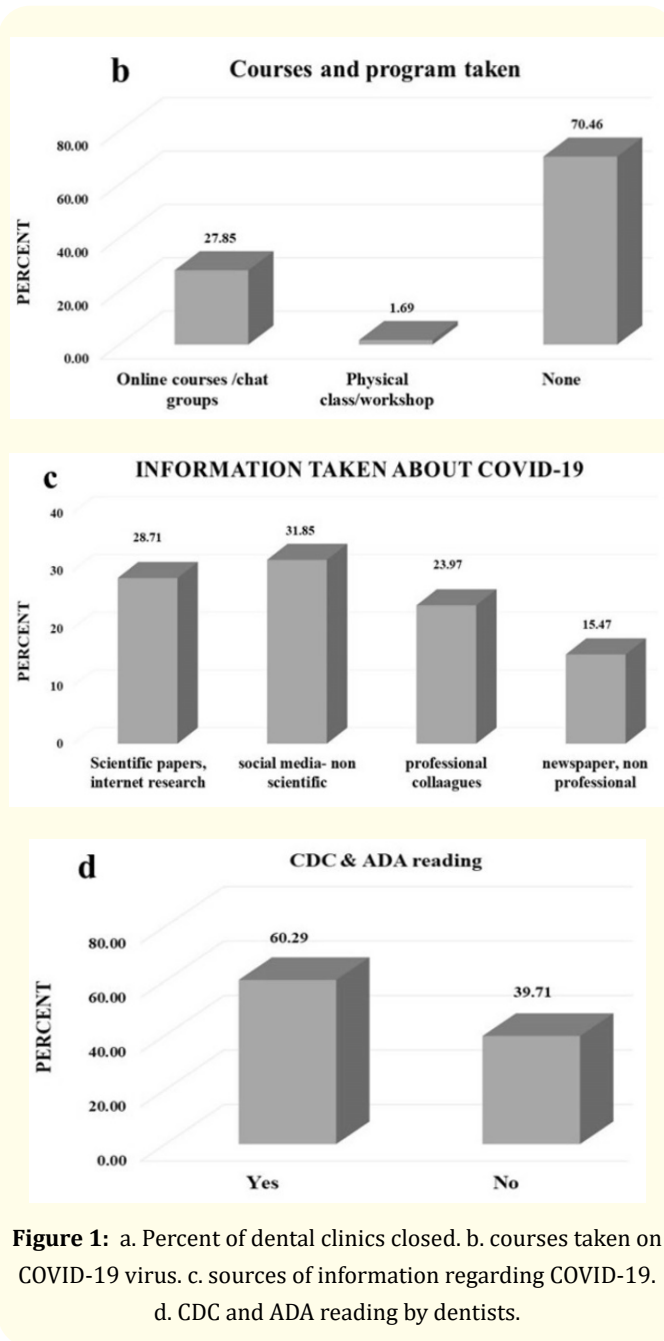 b
Courses and program taken
70.46
80.00
60.00
27.85
40.00
1.69
20.00
0.00
PERCENT
Online courses /chat
groups
Physical
class/workshop
None
c
INFORMATION TAKEN ABOUT COVID-19
40
28.71
31.85
23.97
15.47
30
20
10
0
PERCENT
Scientific papers,
internet research
social media- non
scientific
professional
collaagues
newspaper, non
professional
d
CDC & ADA reading
80.00
60.29
39.71
60.00
40.00
20.00
0.00
PERCENT
Yes
No
Figure 1: a. Percent of dental clinics closed. b. courses taken on
COVID-19 virus. c. sources of information regarding COVID-19.
d. CDC and ADA reading by dentists.